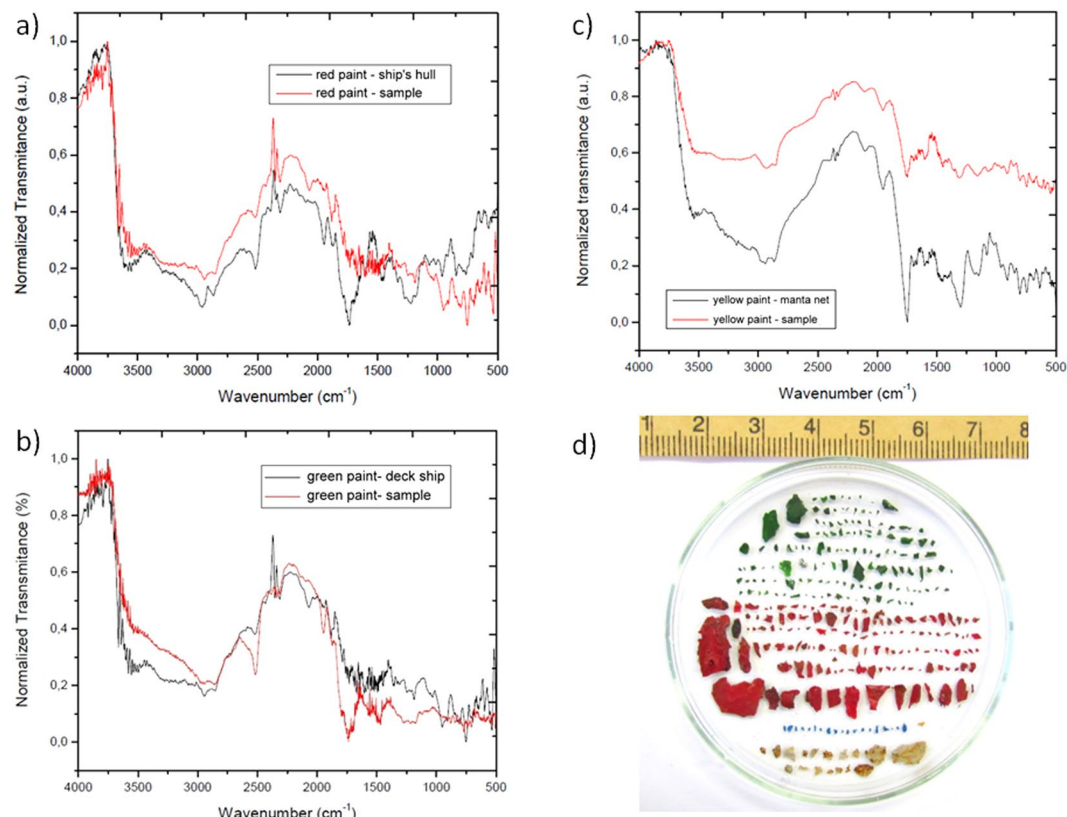 a)
Normalized Transmitance (a.u.)
1,0
0,8
0,6
0,4
0,2
0,0
red paint - ship's hull
red paint - sample
4000 3500 3000 2500 2000 1500 1000 500
Wavenumber (cm-1)
b)
Normalized Trasnsmitance (%)
1,0
0,8
0,6
0,4
0,2
0,0
green paint- deck ship
green paint- sample
4000 3500 3000 2500 2000 1500 1000 500
Wavenumber (cm-1)
c)
Normalized transmitance (a.u.)
1,0
0,8
0,6
0,4
0,2
0,0
yellow paint - manta net
yellow paint - sample
4000 3500 3000 2500 2000 1500 1000 500
Wavenumber (cm-1)
d)
1 2 3 4 5 6 7 8